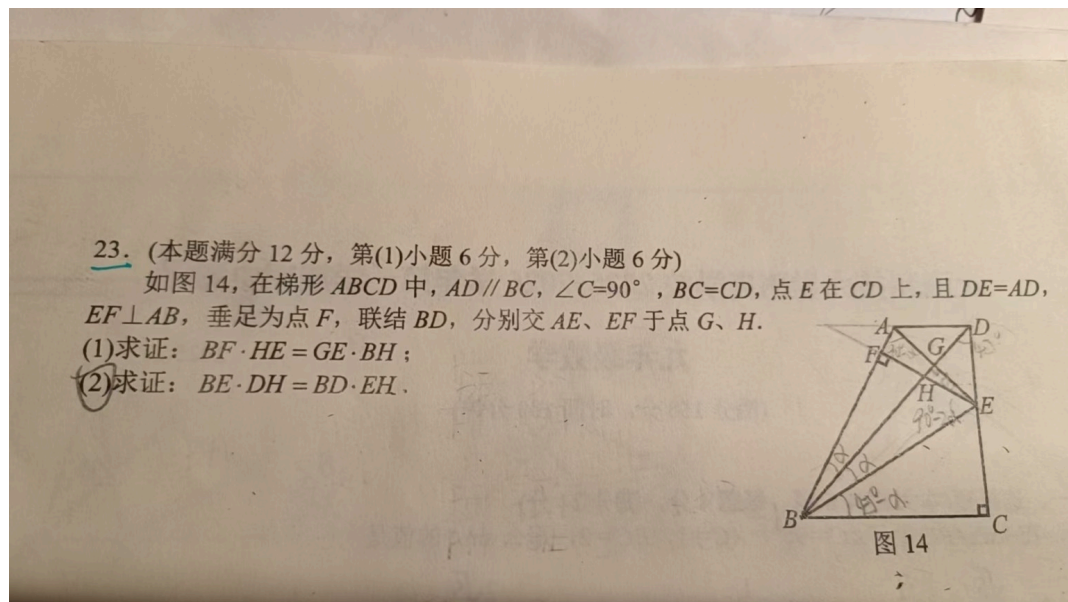 23. (本题满分 12 分，第(1)小题 6 分，第(2)小题 6 分)
如图 14，在梯形 ABCD 中，AD∥BC，∠C=90°，BC=CD，点 E 在 CD 上，且 DE=AD，
EF⊥AB，垂足为点 F，联结 BD，分别交 AE、EF 于点 G、H.
(1)求证：BF·HE=GE·BH；
(2)求证：BE·DH=BD·EH.
A
D
F
G
H
E
90°-2α
α
α
B
C
图 14